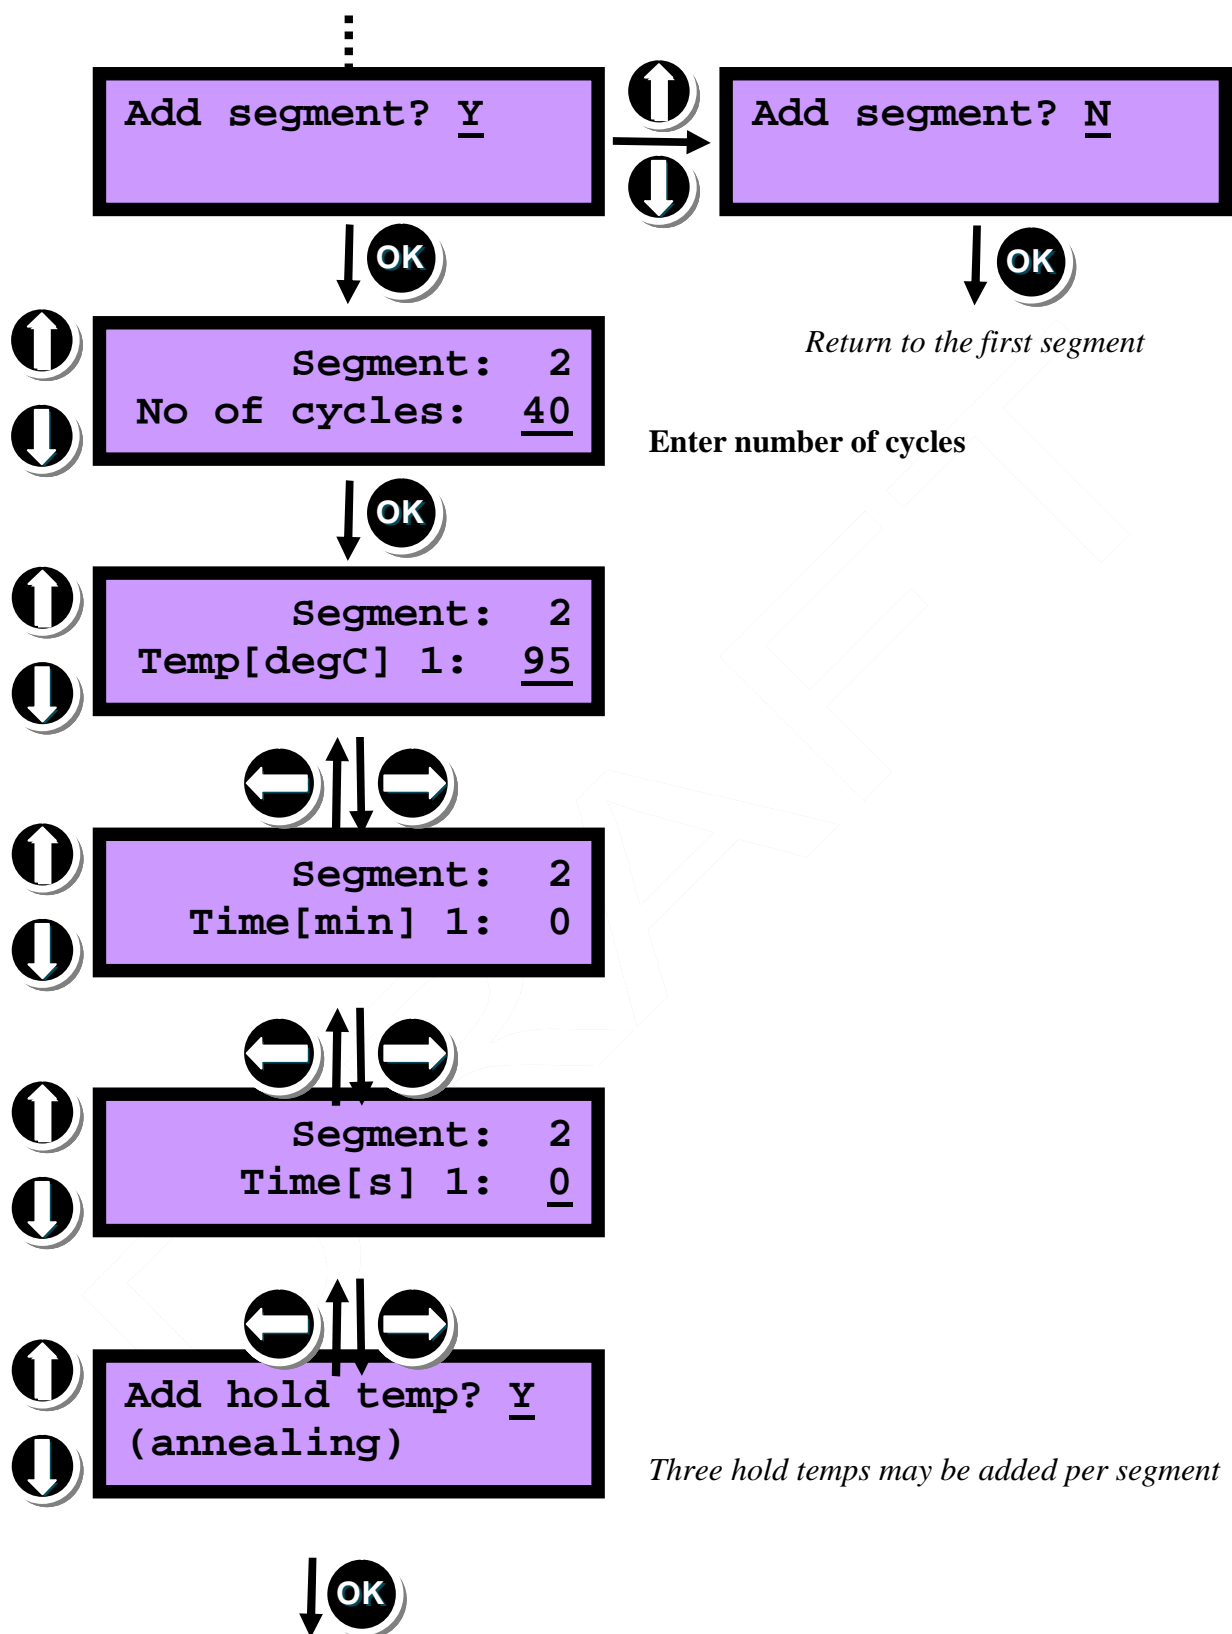 Add segment? Y
Add segment? N
OK
OK
Segment: 2
No of cycles: 40
Return to the first segment
Enter number of cycles
OK
Segment: 2
Temp[degC] 1: 95
Segment: 2
Time[min] 1: 0
Segment: 2
Time[s] 1: 0
Add hold temp? Y
(annealing)
Three hold temps may be added per segment
OK